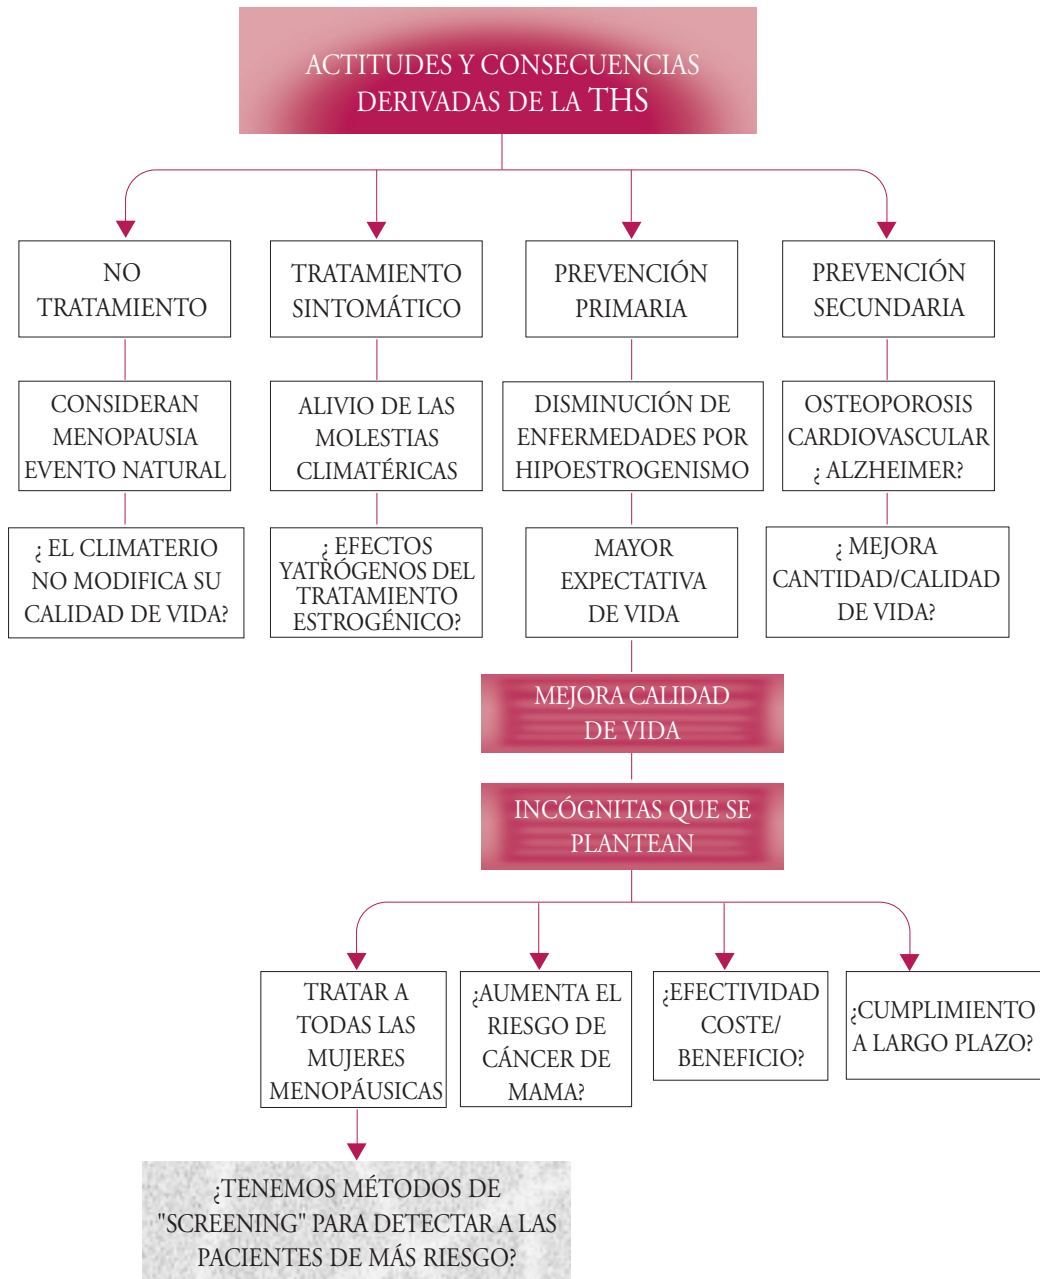 ACTITUDES Y CONSECUENCIAS
DERIVADAS DE LA THS
NO
TRATAMIENTO
TRATAMIENTO
SINTOMÁTICO
PREVENCIÓN
PRIMARIA
PREVENCIÓN
SECUNDARIA
CONSIDERAN
MENOPAUSIA
EVENTO NATURAL
ALIVIO DE LAS
MOLESTIAS
CLIMATÉRICAS
DISMINUCIÓN DE
ENFERMEDADES POR
HIPOESTROGENISMO
OSTEOPOROSIS
CARDIOVASCULAR
¿ ALZHEIMER?
¿ EL CLIMATERIO
NO MODIFICA SU
CALIDAD DE VIDA?
¿ EFECTOS
YATRÓGENOS DEL
TRATAMIENTO
ESTROGÉNICO?
MAYOR
EXPECTATIVA
DE VIDA
¿ MEJORA
CANTIDAD/CALIDAD
DE VIDA?
MEJORA CALIDAD
DE VIDA
INCÓGNITAS QUE SE
PLANTEAN
TRATAR A
TODAS LAS
MUJERES
MENOPÁUSICAS
¿AUMENTA EL
RIESGO DE
CÁNCER DE
MAMA?
¿EFECTIVIDAD
COSTE/
BENEFICIO?
¿CUMPLIMIENTO
A LARGO PLAZO?
¿TENEMOS MÉTODOS DE
"SCREENING" PARA DETECTAR A LAS
PACIENTES DE MÁS RIESGO?